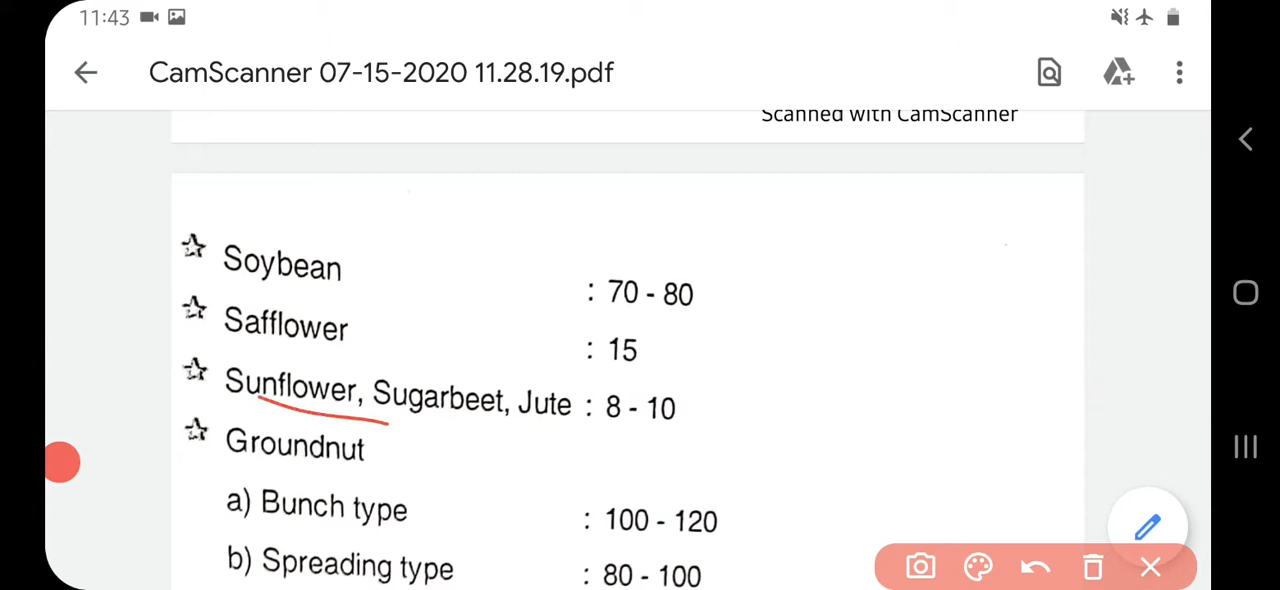 11:43
CamScanner 07-15-2020 11.28.19.pdf
Scanned with CamScanner
Soybean : 70 - 80
Safflower : 15
Sunflower, Sugarbeet, Jute : 8 - 10
Groundnut
a) Bunch type : 100 - 120
b) Spreading type : 80 - 100